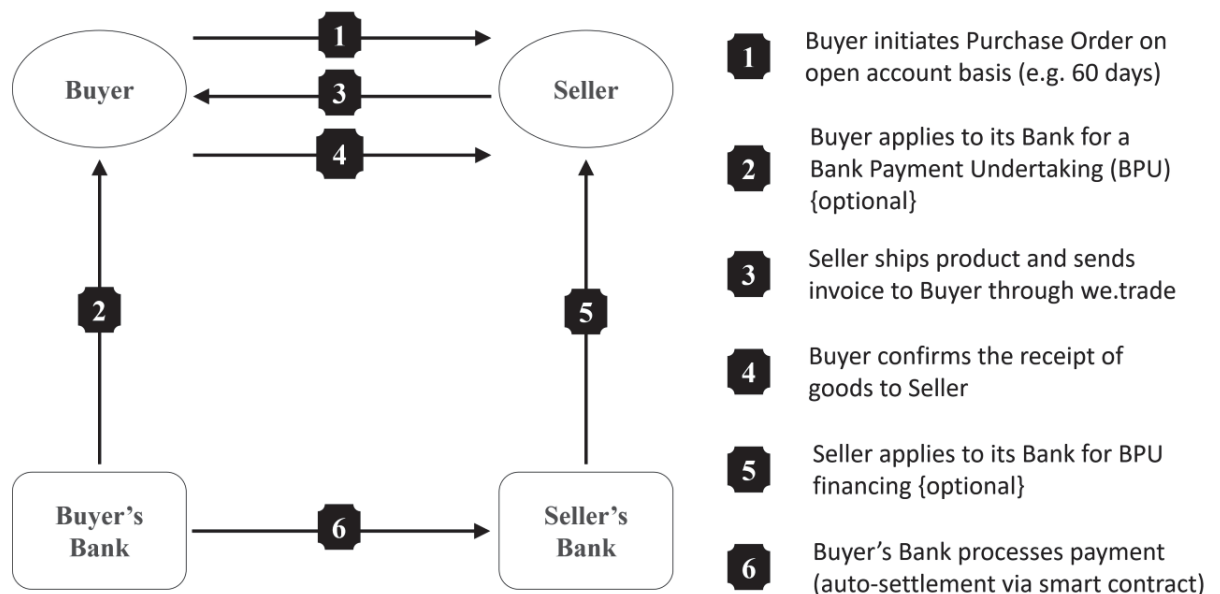 1
Buyer
3
Seller
4
2
5
Buyer's
Bank
6
Seller's
Bank
1
Buyer initiates Purchase Order on
open account basis (e.g. 60 days)
2
Buyer applies to its Bank for a
Bank Payment Undertaking (BPU)
{optional}
3
Seller ships product and sends
invoice to Buyer through we.trade
4
Buyer confirms the receipt of
goods to Seller
5
Seller applies to its Bank for BPU
financing {optional}
6
Buyer's Bank processes payment
(auto-settlement via smart contract)